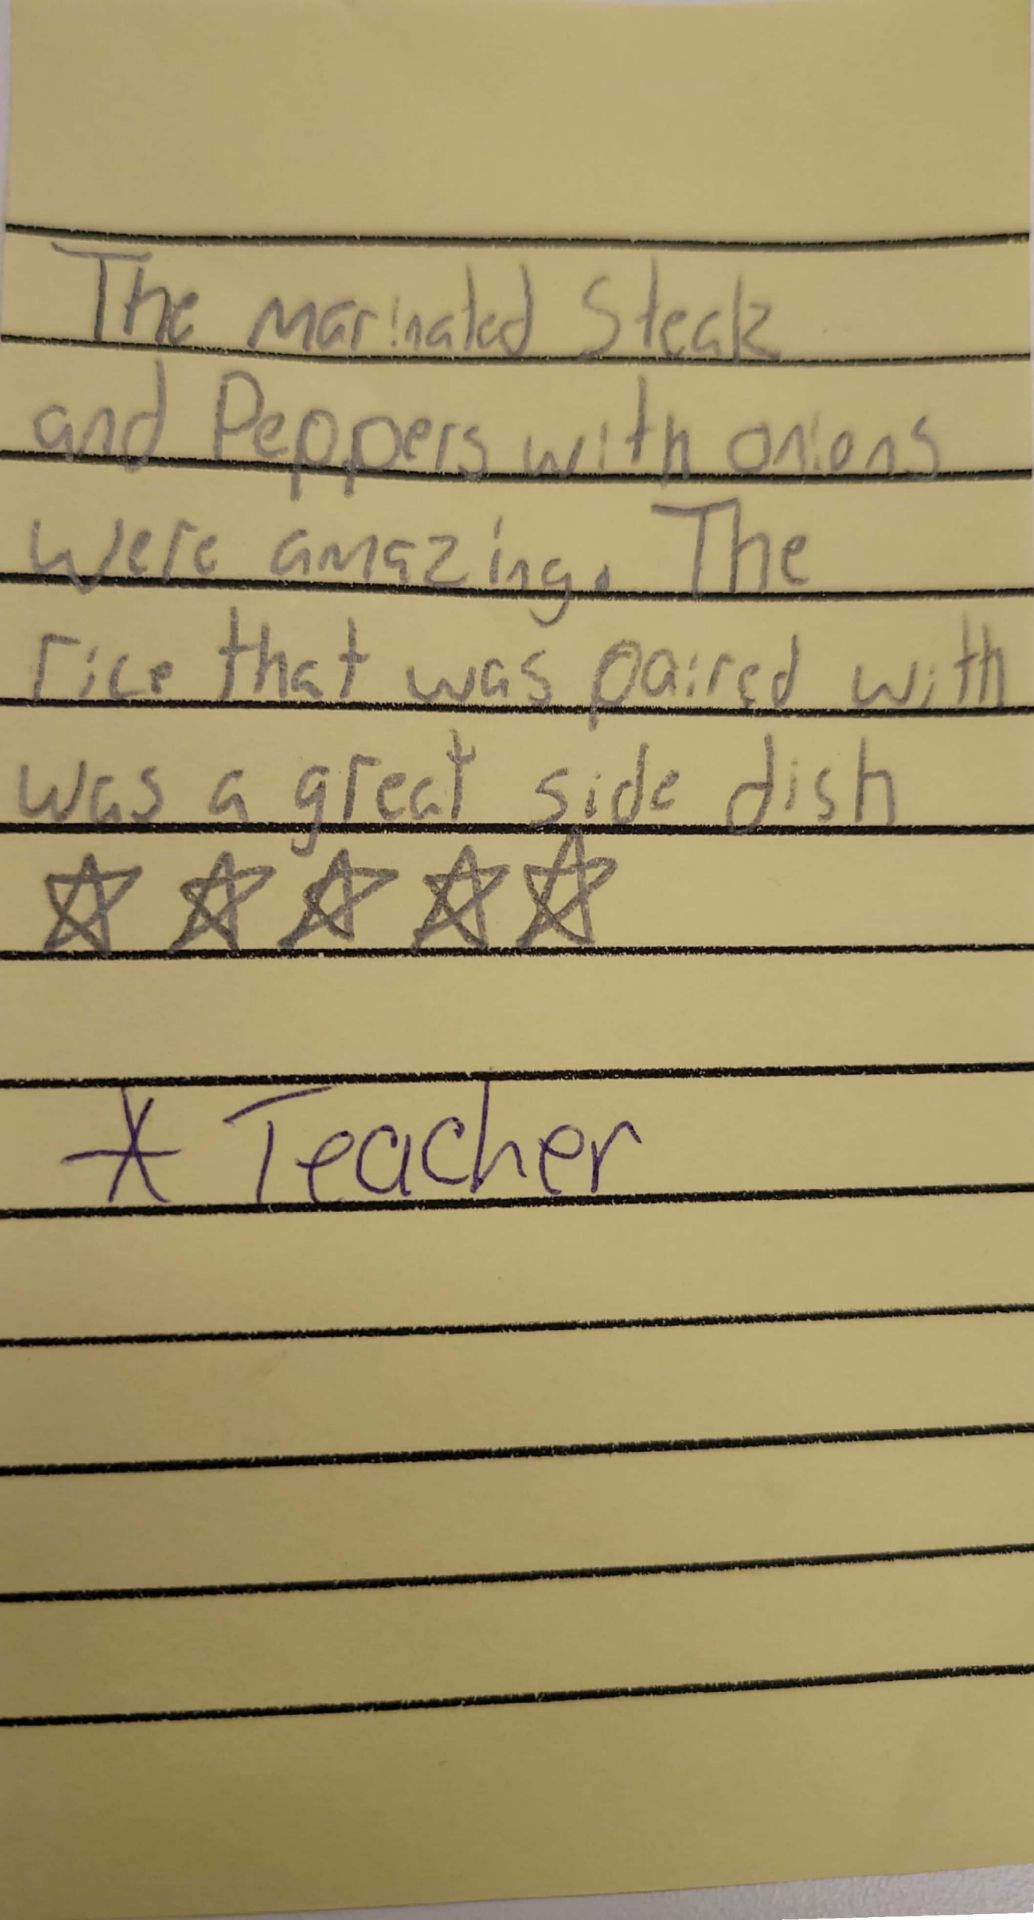 The marinated Steak
and Peppers with onions
were amazing. The
rice that was paired with
was a great side dish
☆ ☆ ☆ ☆ ☆
* Teacher